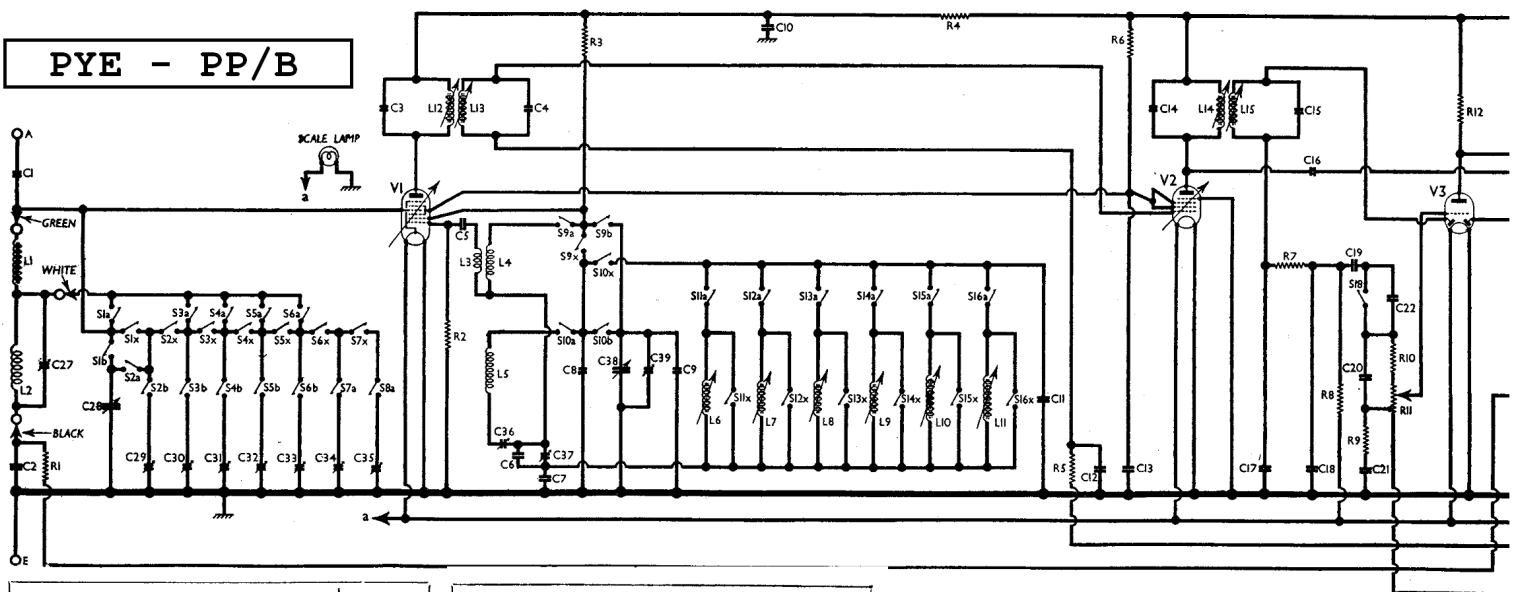 PYE - PP/B
C10
R4
R3
R6
C3
L12
L13
C4
C14
L14
L15
C15
R12
A
C1
SCALE LAMP
a
V1
V2
V3
C16
GREEN
L1
WHITE
C5
L3
L4
S9a
S9b
S9x
S10x
R7
C19
S18
C22
S1a
S3a
S4a
S5a
S6a
S1x
S2x
S3x
S4x
S5x
S6x
S7x
S11a
S12a
S13a
S14a
S15a
S16a
C27
L2
S1b
S2a
S2b
S3b
S4b
S5b
S6b
S7a
S8a
R2
L5
S10a
S10b
C8
C38
C39
C9
L6
S11x
L7
S12x
L8
S13x
L9
S14x
L10
S15x
L11
S16x
C11
C20
R10
R8
R11
R9
C28
BLACK
C2
R1
C29
C30
C31
C32
C33
C34
C35
C36
C6
C37
C7
R5
C12
C13
C17
C18
C21
a
E